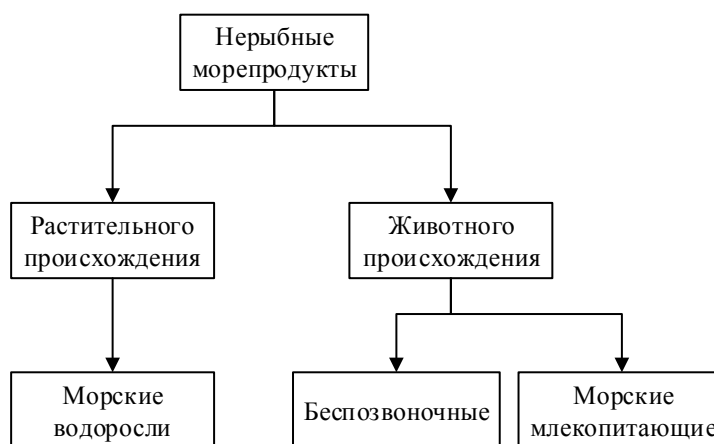 Нерыбные
морепродукты
Растительного
происхождения
Животного
происхождения
Морские
водоросли
Беспозвоночные
Морские
млекопитающие